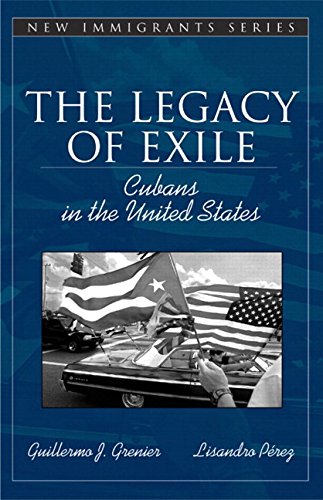 NEW IMMIGRANTS SERIES
THE LEGACY
OF EXILE
Cubans
in the United States
Guillermo J. Grenier Lisandro Pérez